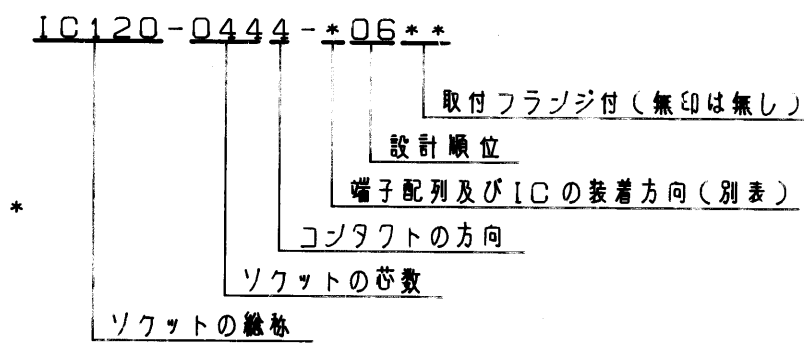 IC120-0444-*06**
取付フランジ付(無印は無し)
設計順位
端子配列及びICの装着方向(別表)
*
コンタクトの方向
ソケットの芯数
ソケットの総称